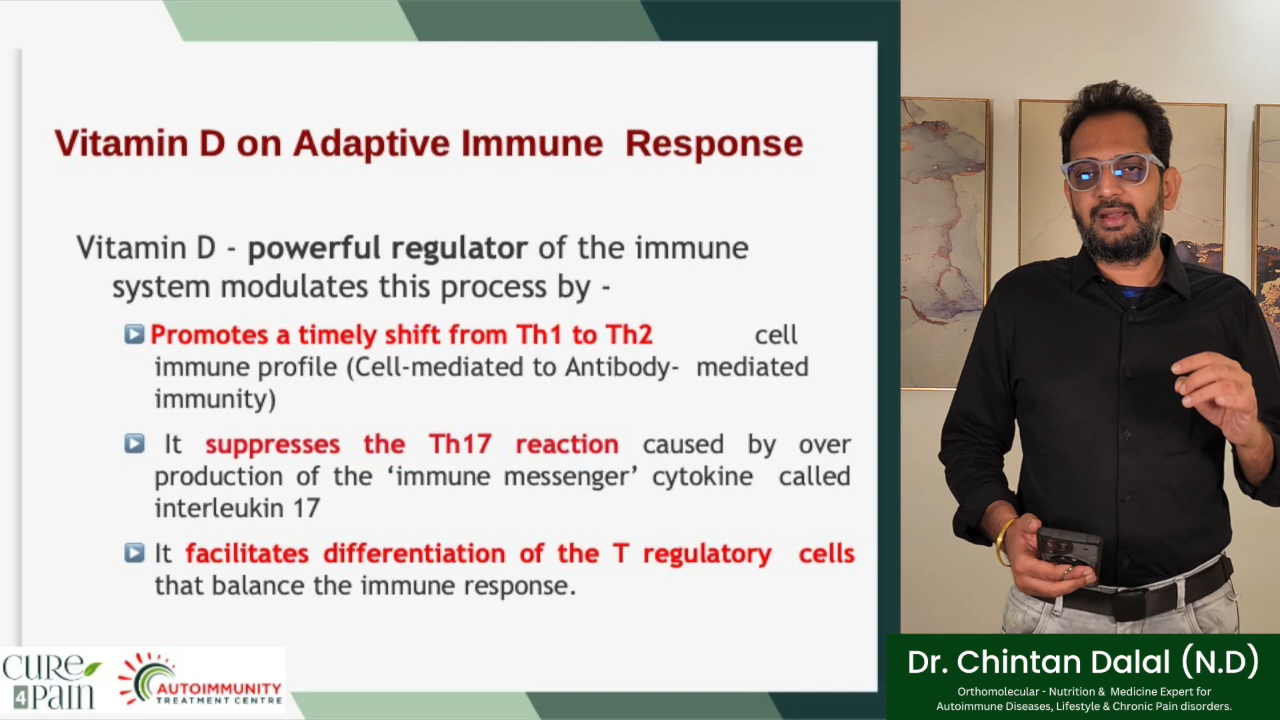 Vitamin D on Adaptive Immune Response
Vitamin D - powerful regulator of the immune
system modulates this process by -
Promotes a timely shift from Th1 to Th2 cell
immune profile (Cell-mediated to Antibody- mediated
immunity)
It suppresses the Th17 reaction caused by over
production of the ‘immune messenger’ cytokine called
interleukin 17
It facilitates differentiation of the T regulatory cells
that balance the immune response.
CURE
4 Pain
AUTOIMMUNITY
TREATMENT CENTRE
Dr. Chintan Dalal (N.D)
Orthomolecular - Nutrition & Medicine Expert for
Autoimmune Diseases, Lifestyle & Chronic Pain disorders.